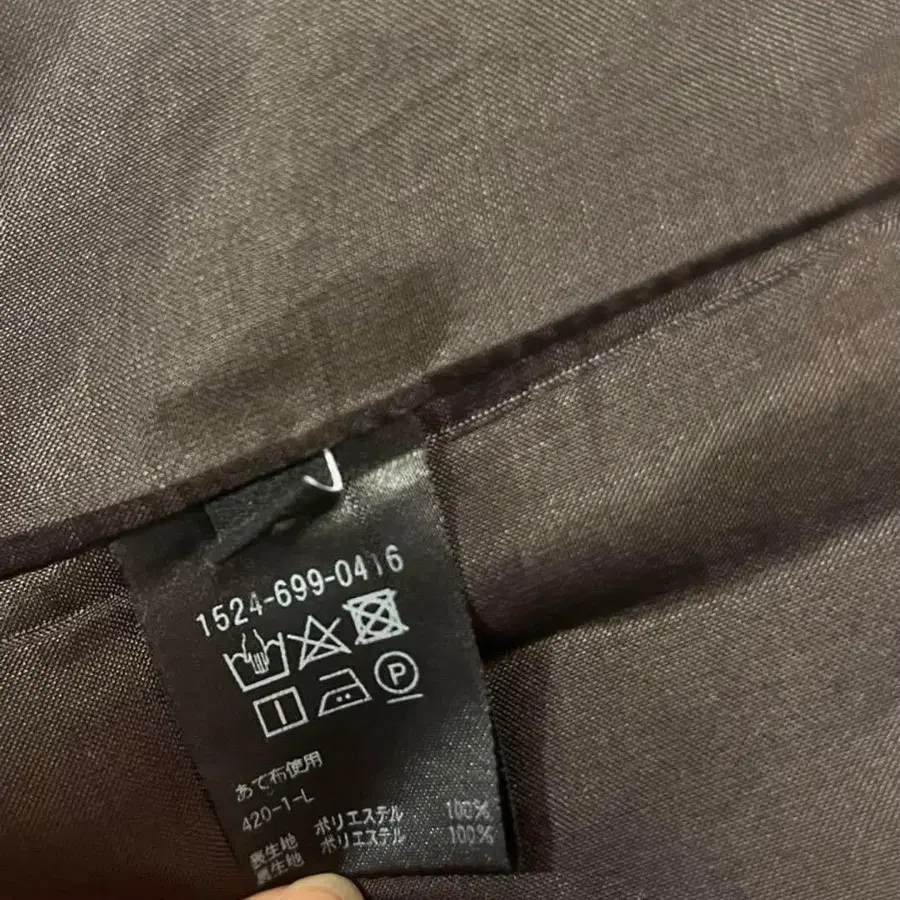 1524-699-0416
P
あて布使用
420-1-L
表生地 ポリエステル 100%
裏生地 ポリエステル 100%